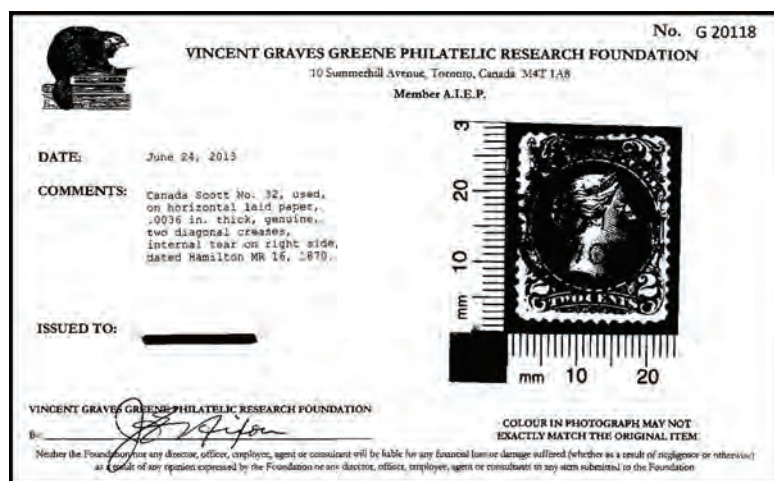 No. G 20118
VINCENT GRAVES GREENE PHILATELIC RESEARCH FOUNDATION
10 Summerhill Avenue, Toronto, Canada M4T 1A8
Member A.I.E.P.
DATE: June 24, 2013
COMMENTS: Canada Scott No. 32, used,
on horizontal laid paper,
.0036 in. thick, genuine,
two diagonal creases,
internal tear on right side,
dated Hamilton MR 16, 1870.
ISSUED TO:
mm 10 20 3
2 TWO CENTS 2
mm 10 20
VINCENT GRAVES GREENE PHILATELIC RESEARCH FOUNDATION
COLOUR IN PHOTOGRAPH MAY NOT
EXACTLY MATCH THE ORIGINAL ITEM
Neither the Foundation nor any director, officer, employee, agent or consultant will be liable for any financial loss or damage suffered (whether as a result of negligence or otherwise)
as a result of any opinion expressed by the Foundation or any director, officer, employee, agent or consultants to any item submitted to the Foundation